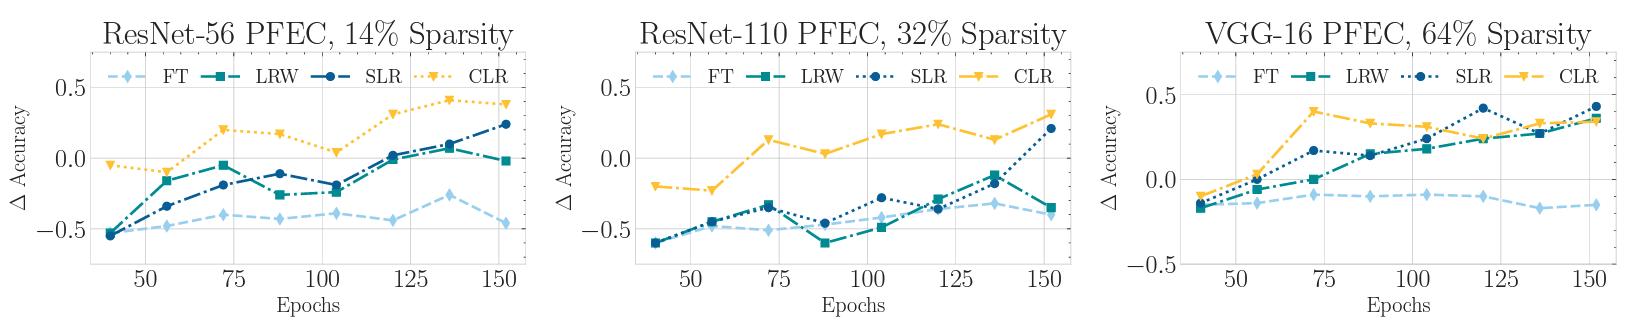 ResNet-56 PFEC, 14% Sparsity
FT LRW SLR CLR
0.5
0.0
−0.5
Δ Accuracy
50 75 100 125 150
Epochs
ResNet-110 PFEC, 32% Sparsity
FT LRW SLR CLR
0.5
0.0
−0.5
Δ Accuracy
50 75 100 125 150
Epochs
VGG-16 PFEC, 64% Sparsity
FT LRW SLR CLR
0.5
0.0
−0.5
Δ Accuracy
50 75 100 125 150
Epochs